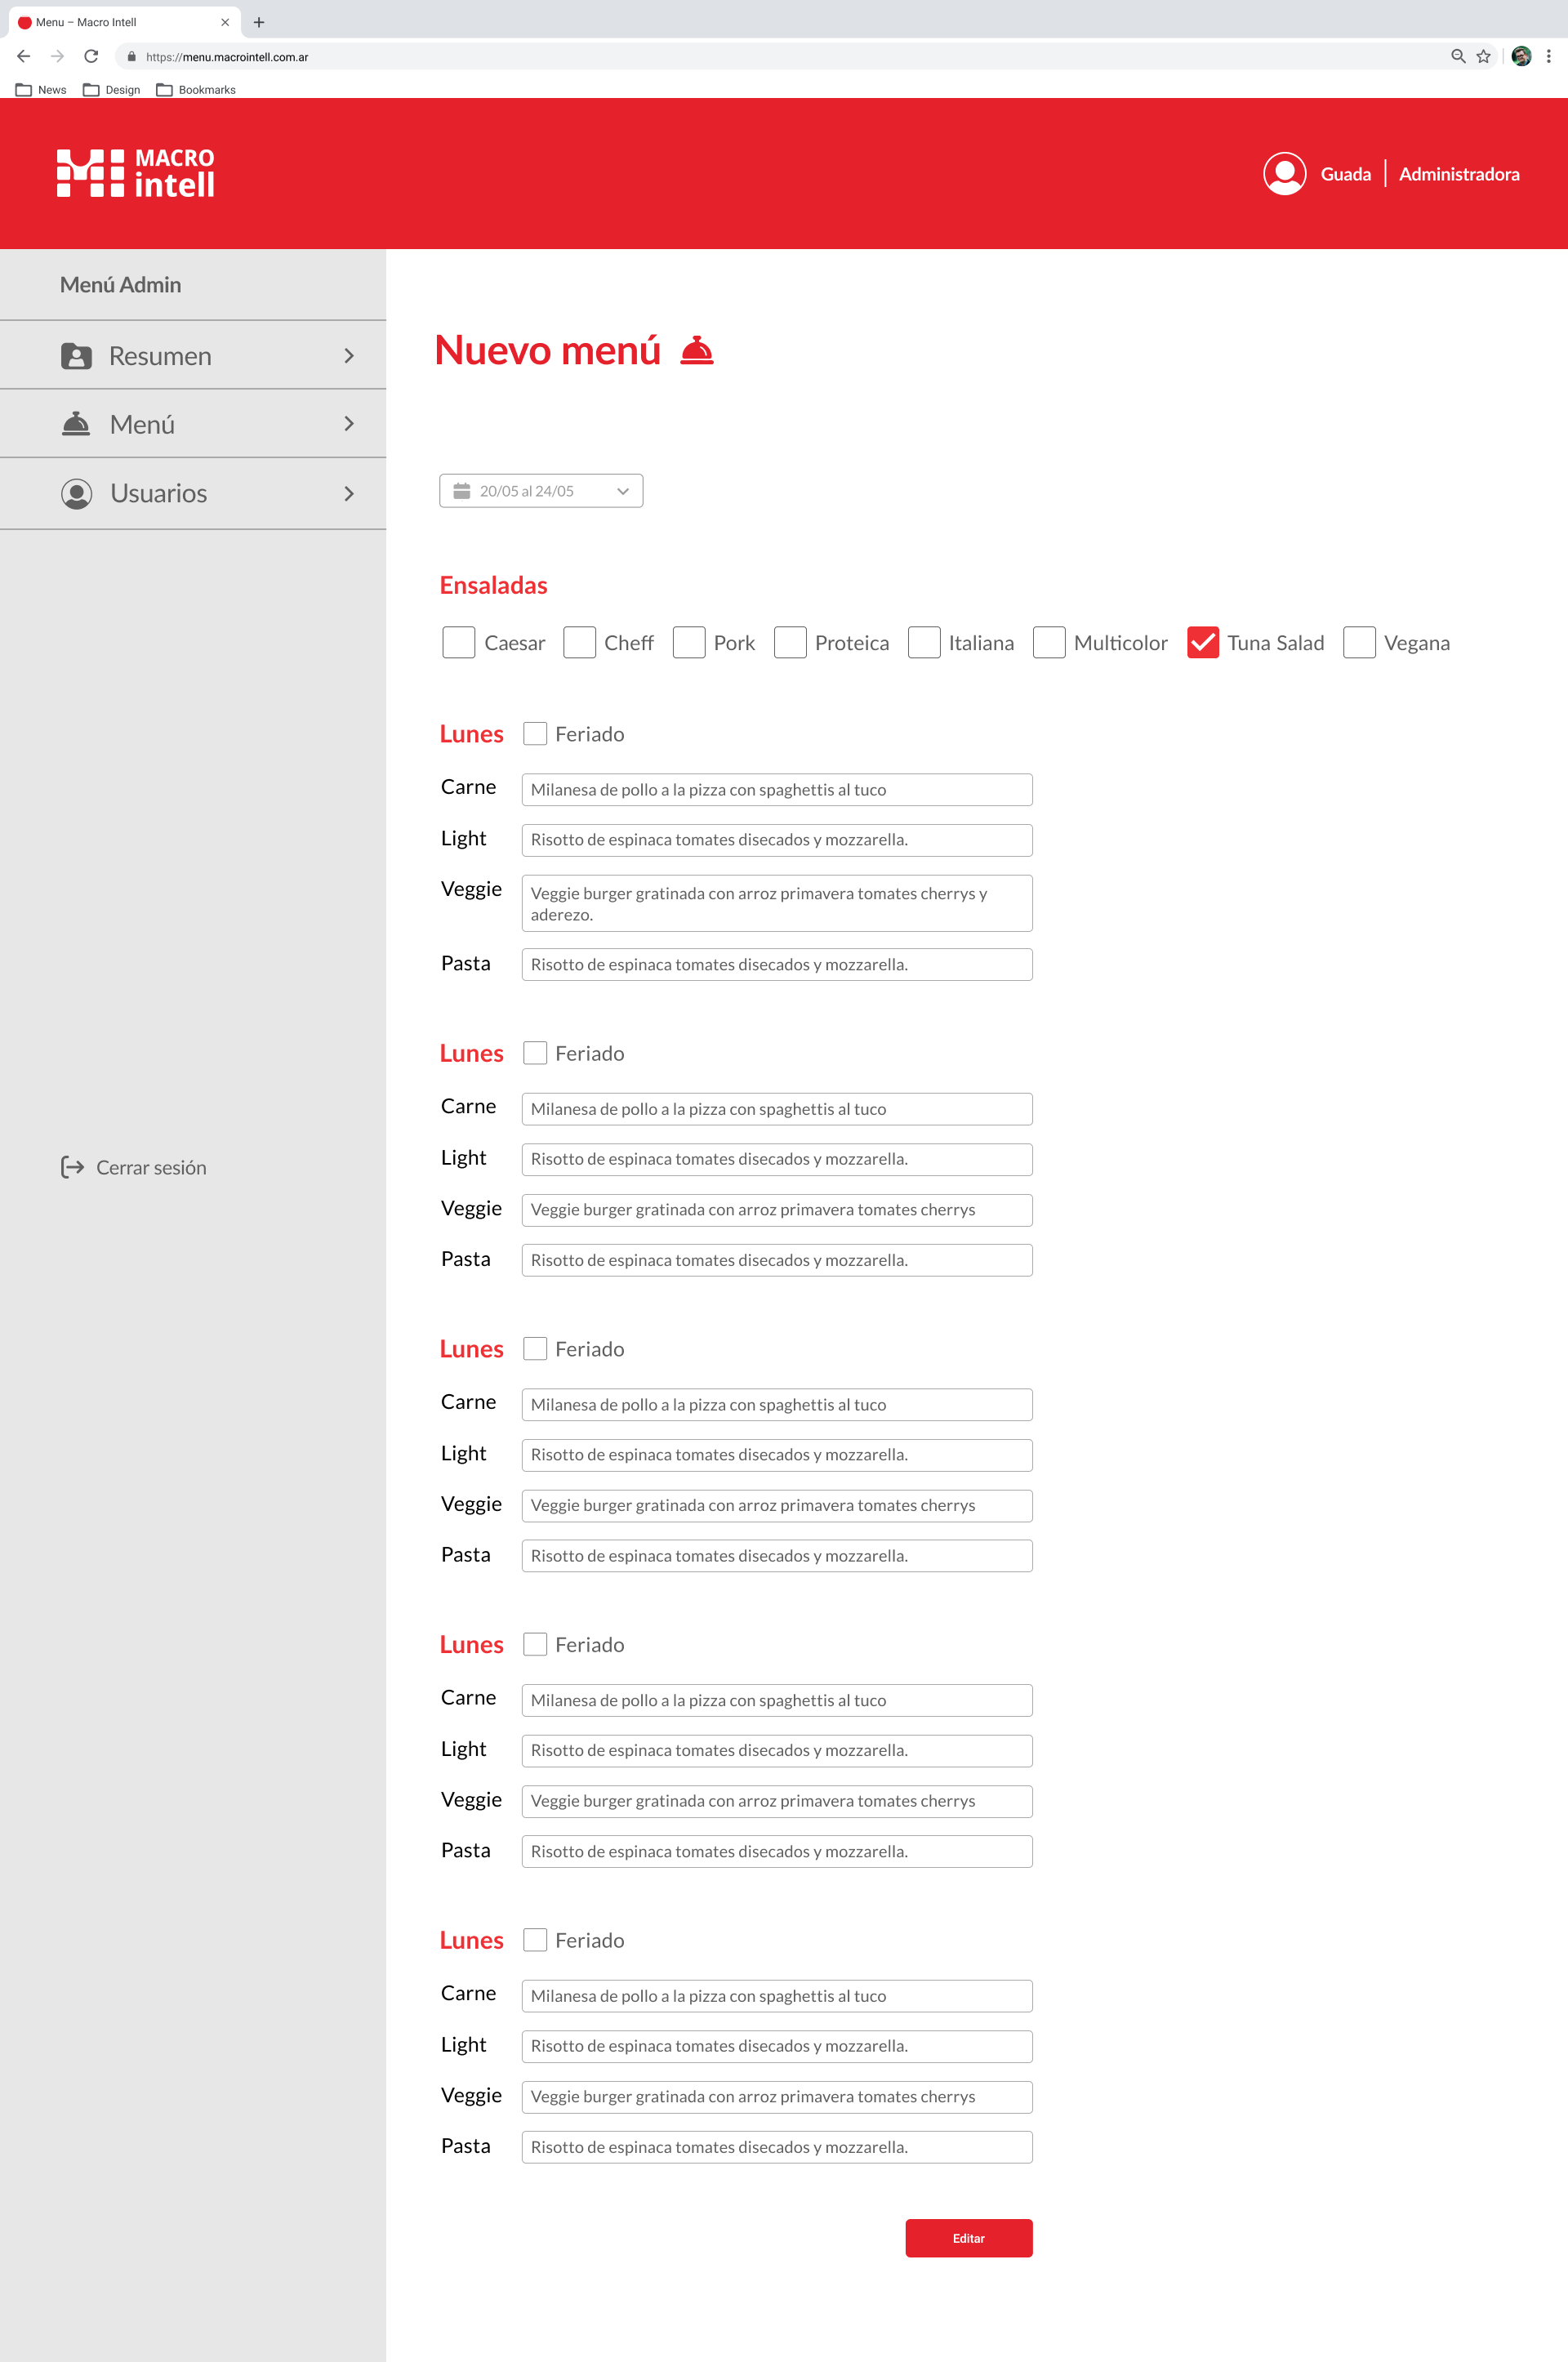 Menu – Macro Intell
https://menu.macrointell.com.ar
News Design Bookmarks
MACRO
intell
Guada | Administradora
Menú Admin
Resumen
Menú
Usuarios
Cerrar sesión
Nuevo menú
20/05 al 24/05
Ensaladas
Caesar Cheff Pork Proteica Italiana Multicolor Tuna Salad Vegana
Lunes Feriado
Carne Milanesa de pollo a la pizza con spaghettis al tuco
Light Risotto de espinaca tomates disecados y mozzarella.
Veggie Veggie burger gratinada con arroz primavera tomates cherrys y
aderezo.
Pasta Risotto de espinaca tomates disecados y mozzarella.
Lunes Feriado
Carne Milanesa de pollo a la pizza con spaghettis al tuco
Light Risotto de espinaca tomates disecados y mozzarella.
Veggie Veggie burger gratinada con arroz primavera tomates cherrys
Pasta Risotto de espinaca tomates disecados y mozzarella.
Lunes Feriado
Carne Milanesa de pollo a la pizza con spaghettis al tuco
Light Risotto de espinaca tomates disecados y mozzarella.
Veggie Veggie burger gratinada con arroz primavera tomates cherrys
Pasta Risotto de espinaca tomates disecados y mozzarella.
Lunes Feriado
Carne Milanesa de pollo a la pizza con spaghettis al tuco
Light Risotto de espinaca tomates disecados y mozzarella.
Veggie Veggie burger gratinada con arroz primavera tomates cherrys
Pasta Risotto de espinaca tomates disecados y mozzarella.
Lunes Feriado
Carne Milanesa de pollo a la pizza con spaghettis al tuco
Light Risotto de espinaca tomates disecados y mozzarella.
Veggie Veggie burger gratinada con arroz primavera tomates cherrys
Pasta Risotto de espinaca tomates disecados y mozzarella.
Editar